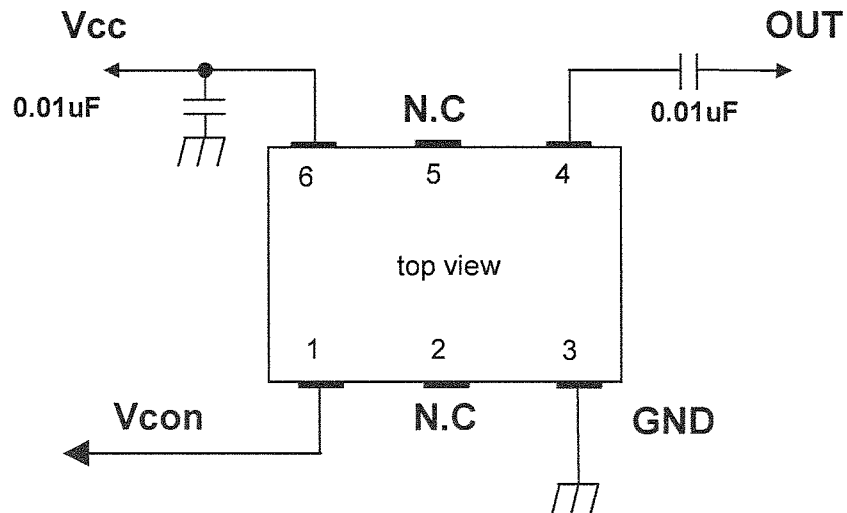 Vcc
OUT
0.01uF
N.C
0.01uF
6 5 4
top view
1 2 3
Vcon
N.C
GND